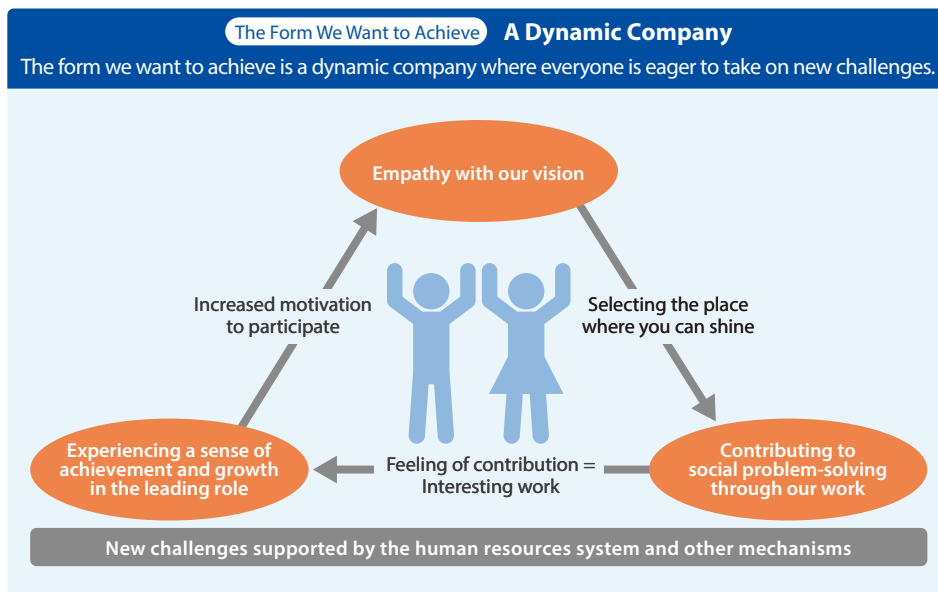 The Form We Want to Achieve A Dynamic Company
The form we want to achieve is a dynamic company where everyone is eager to take on new challenges.
Empathy with our vision
Increased motivation
to participate
Selecting the place
where you can shine
Experiencing a sense of
achievement and growth
in the leading role
Feeling of contribution =
Interesting work
Contributing to
social problem-solving
through our work
New challenges supported by the human resources system and other mechanisms